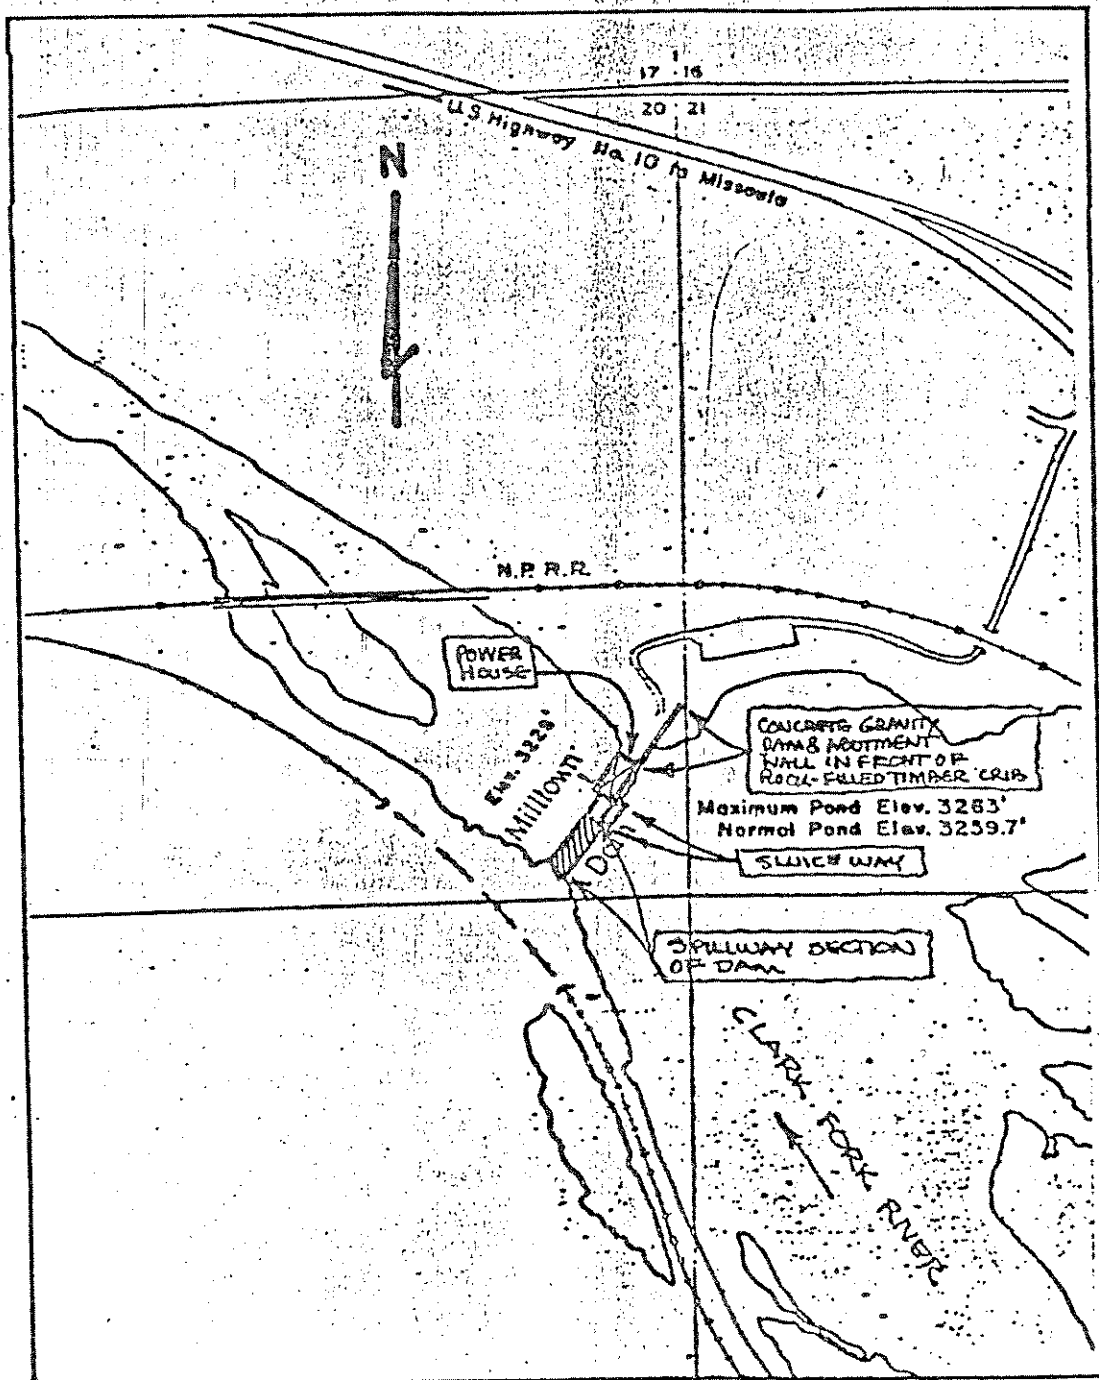 17 16
20 21
U.S. Highway No. 10 to Missoula
N
N.P. R.R.
POWER
HOUSE
CONCRETE GRAVITY
DAM & ABUTMENT
WALL IN FRONT OF
ROCK-FILLED TIMBER CRIB
Elev. 3229'
Milltown
Maximum Pond Elev. 3263'
Normal Pond Elev. 3259.7'
SLUICE WAY
SPILLWAY SECTION
OF DAM
CLARK FORK RIVER